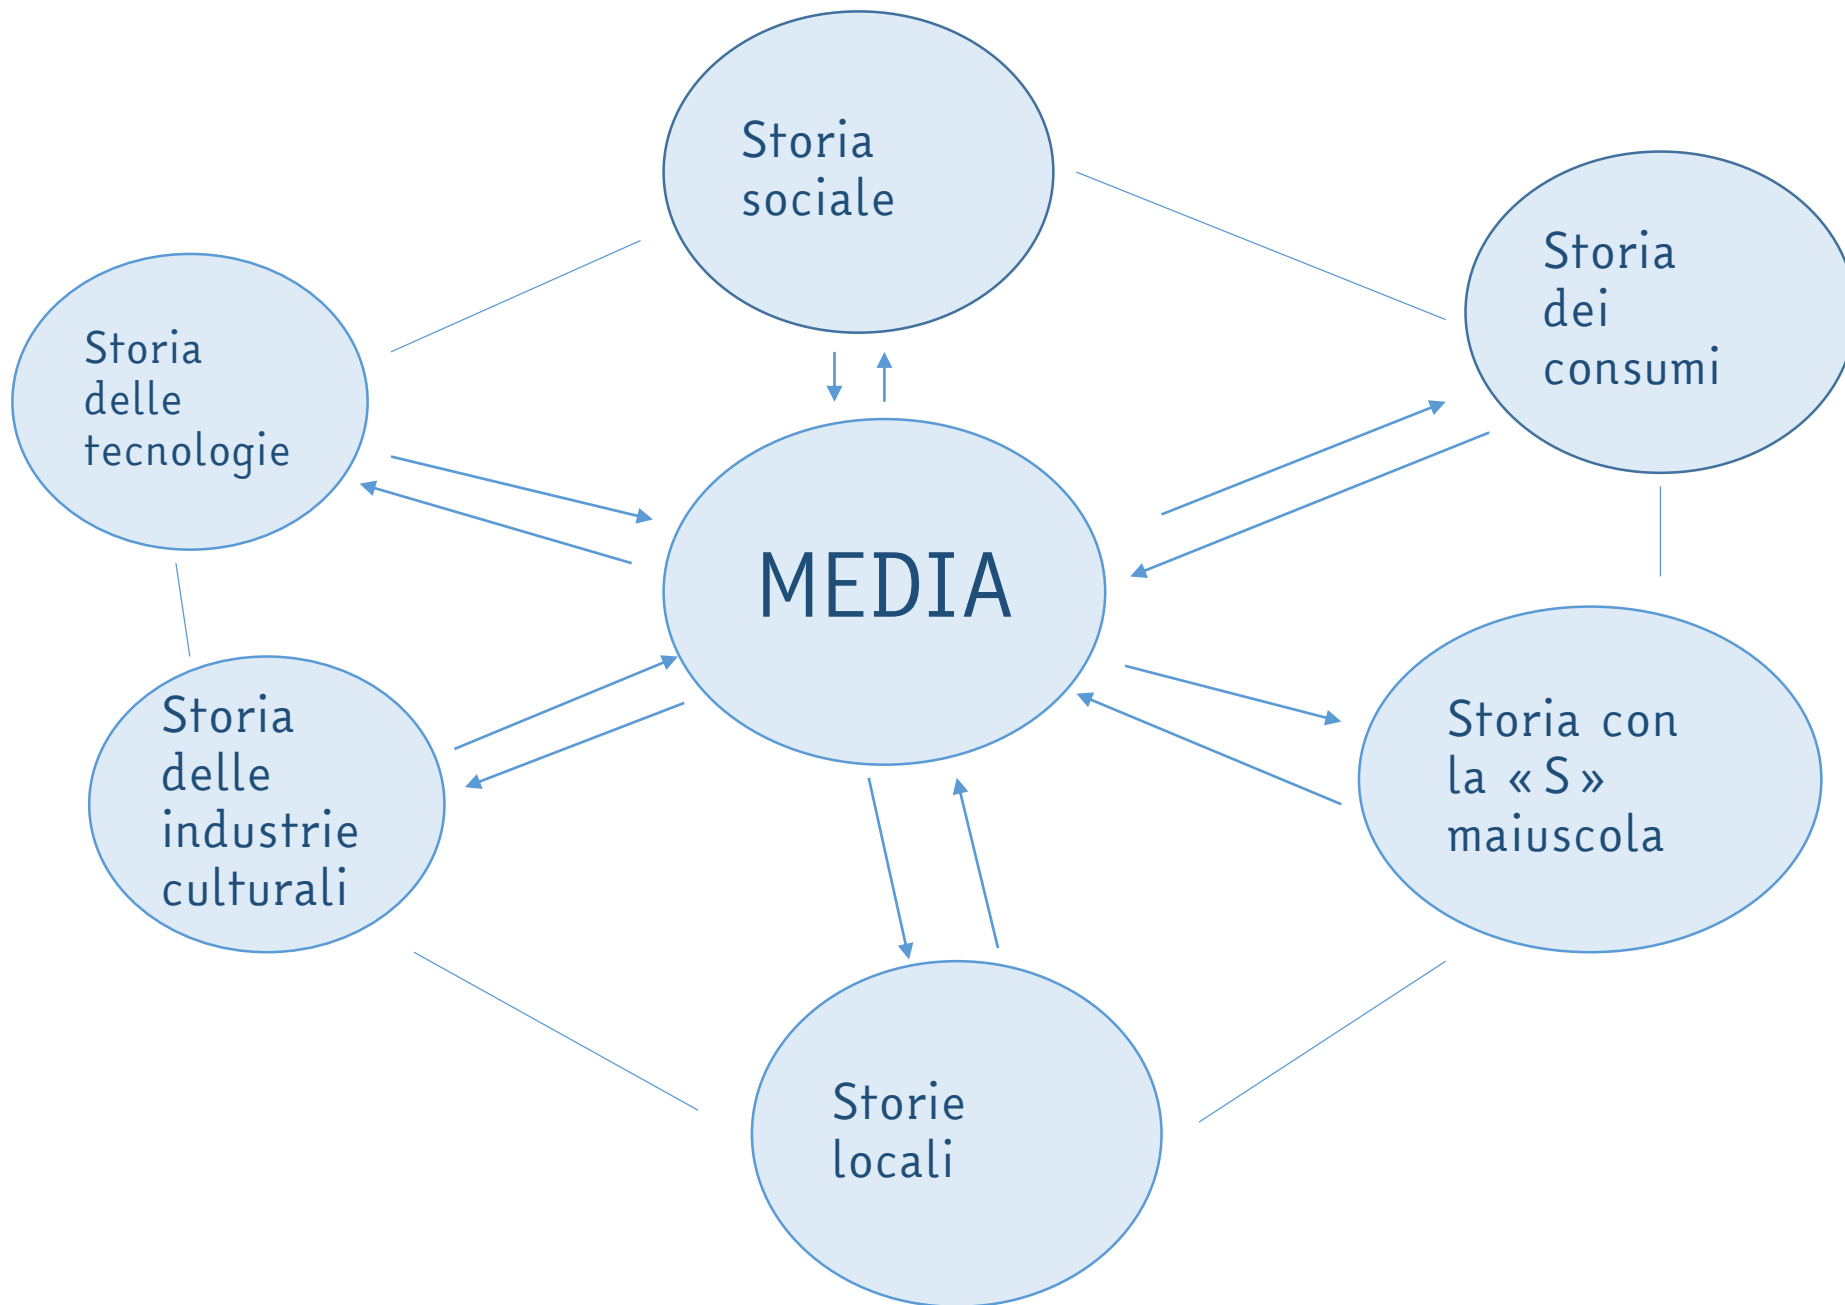 Storia
sociale
Storia
dei
consumi
Storia
delle
tecnologie
MEDIA
Storia
delle
industrie
culturali
Storia con
la « S »
maiuscola
Storie
locali